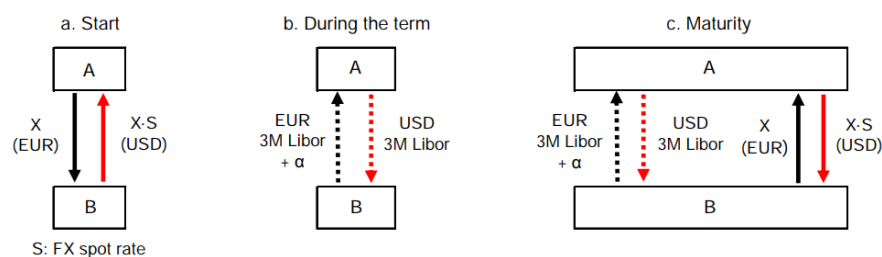 a. Start
b. During the term
c. Maturity
A
X
(EUR)
X·S
(USD)
B
S: FX spot rate
A
EUR
3M Libor
+ α
USD
3M Libor
B
A
EUR
3M Libor
+ α
USD
3M Libor
X
(EUR)
X·S
(USD)
B